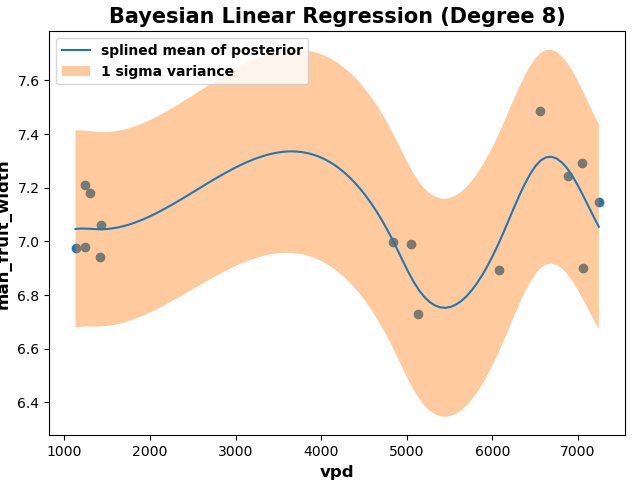 Bayesian Linear Regression (Degree 8)
splined mean of posterior
1 sigma variance
7.6
7.4
7.2
7.0
6.8
6.6
6.4
man_fruit_width
1000 2000 3000 4000 5000 6000 7000
vpd